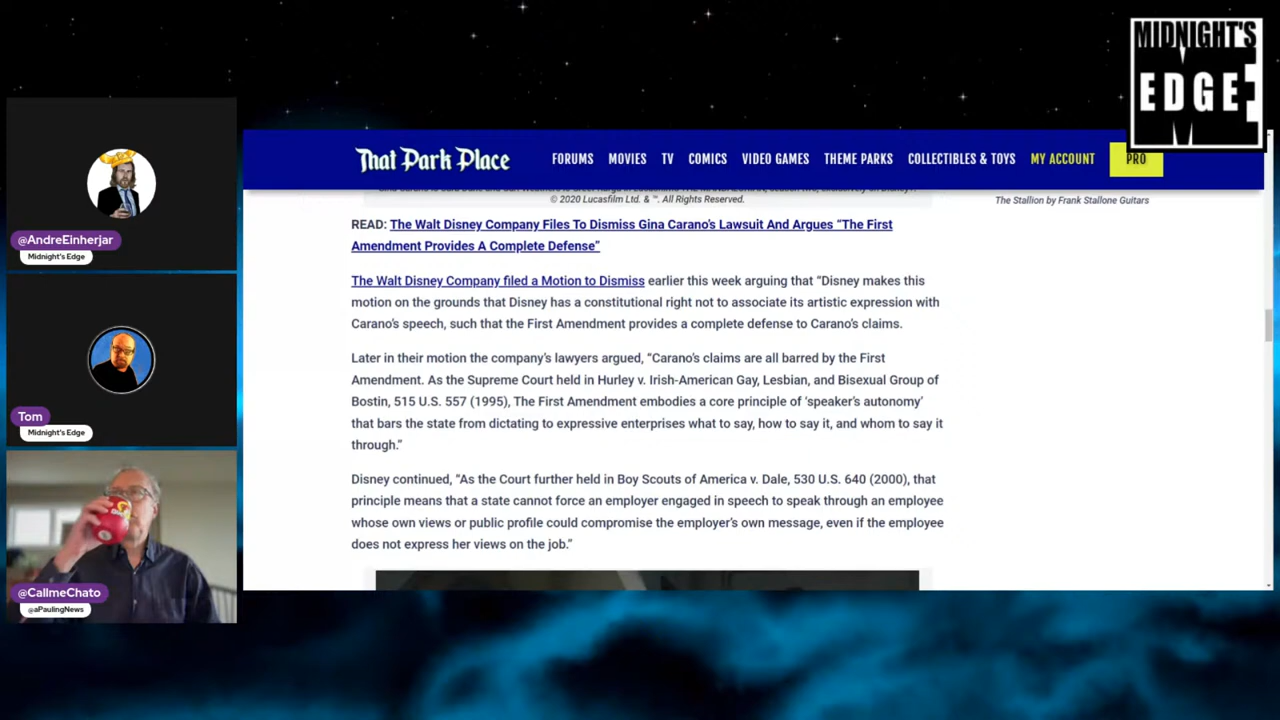 MIDNIGHT'S
EDGE
ME
That Park Place
FORUMS
MOVIES
TV
COMICS
VIDEO GAMES
THEME PARKS
COLLECTIBLES & TOYS
MY ACCOUNT
PRO
© 2020 Lucasfilm Ltd. & ™. All Rights Reserved.
The Stallion by Frank Stallone Guitars
READ: The Walt Disney Company Files To Dismiss Gina Carano's Lawsuit And Argues “The First
Amendment Provides A Complete Defense”
The Walt Disney Company filed a Motion to Dismiss earlier this week arguing that “Disney makes this
motion on the grounds that Disney has a constitutional right not to associate its artistic expression with
Carano's speech, such that the First Amendment provides a complete defense to Carano's claims.
Later in their motion the company's lawyers argued, “Carano's claims are all barred by the First
Amendment. As the Supreme Court held in Hurley v. Irish-American Gay, Lesbian, and Bisexual Group of
Bostin, 515 U.S. 557 (1995), The First Amendment embodies a core principle of ‘speaker's autonomy’
that bars the state from dictating to expressive enterprises what to say, how to say it, and whom to say it
through.”
Disney continued, “As the Court further held in Boy Scouts of America v. Dale, 530 U.S. 640 (2000), that
principle means that a state cannot force an employer engaged in speech to speak through an employee
whose own views or public profile could compromise the employer's own message, even if the employee
does not express her views on the job.”
@AndreEinherjar
Midnight's Edge
Tom
Midnight's Edge
@CallmeChato
@aPaulingNews